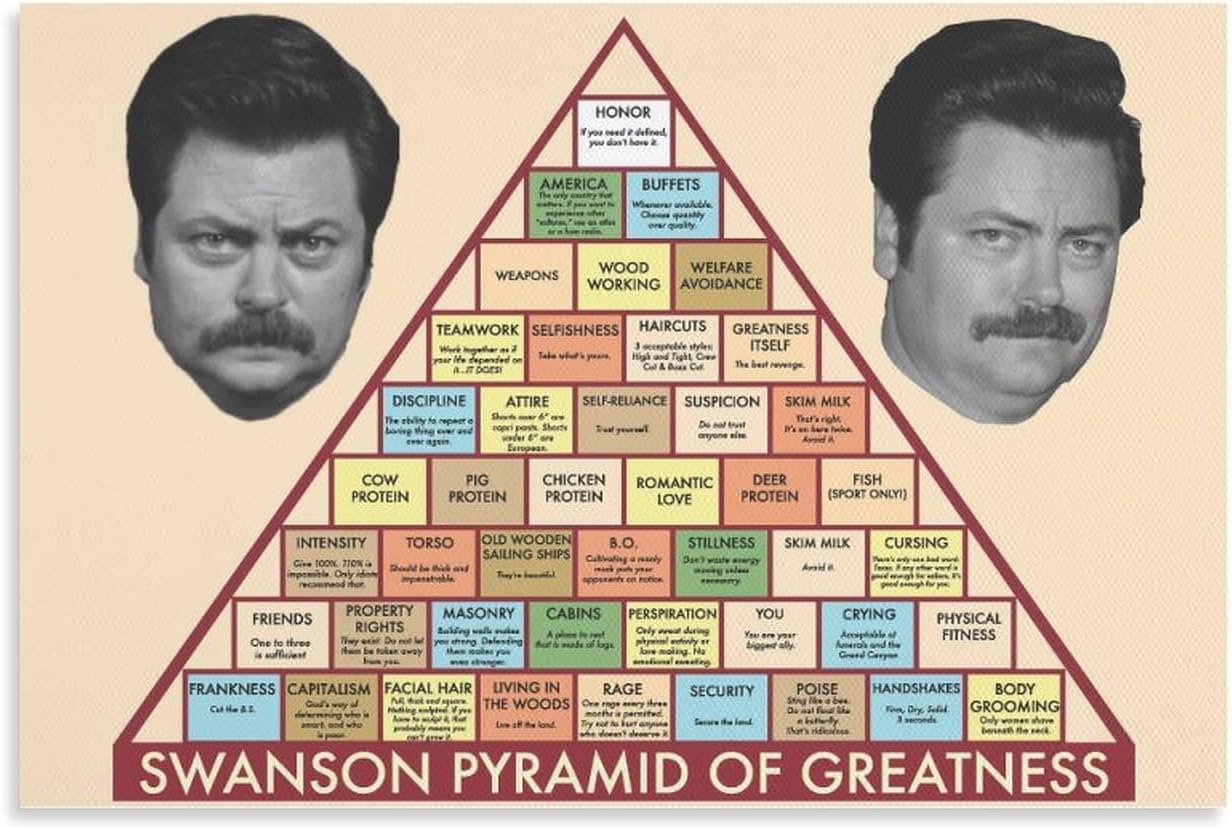 HONOR
If you need it defined,
you don't have it.
AMERICA
The only country that
matters. If you want to
experience other
"cultures," use an atlas
or a ham radio.
BUFFETS
Whenever available.
Choose quantity
over quality.
WEAPONS
WOOD
WORKING
WELFARE
AVOIDANCE
TEAMWORK
Work together as if
your life depended on
it...IT DOES!
SELFISHNESS
Take what's yours.
HAIRCUTS
3 acceptable styles:
High and Tight, Crew
Cut & Buzz Cut.
GREATNESS
ITSELF
The best revenge.
DISCIPLINE
The ability to repeat a
boring thing over and
over again.
ATTIRE
Shorts over 6" are
capri pants. Shorts
under 6" are
European.
SELF-RELIANCE
Trust yourself.
SUSPICION
Do not trust
anyone else.
SKIM MILK
That's right.
It's on here twice.
Avoid it.
COW
PROTEIN
PIG
PROTEIN
CHICKEN
PROTEIN
ROMANTIC
LOVE
DEER
PROTEIN
FISH
(SPORT ONLY!)
INTENSITY
Give 100%. 110% is
impossible. Only idiots
recommend that.
TORSO
Should be thick and
impenetrable.
OLD WOODEN
SAILING SHIPS
They're beautiful.
B.O.
Cultivating a manly
musk puts your
opponents on notice.
STILLNESS
Don't waste energy
moving unless
necessary.
SKIM MILK
Avoid it.
CURSING
There's only one bad word:
Taxes. If any other word is
good enough for sailors, it's
good enough for you.
FRIENDS
One to three
is sufficient
PROPERTY
RIGHTS
They exist. Do not let
them be taken away
from you.
MASONRY
Building walls makes
you strong. Defending
them makes you
even stronger.
CABINS
A place to rest
that is made of logs.
PERSPIRATION
Only sweat during
physical activity or
love making. No
emotional sweating.
YOU
You are your
biggest ally.
CRYING
Acceptable at
funerals and the
Grand Canyon
PHYSICAL
FITNESS
FRANKNESS
Cut the B.S.
CAPITALISM
God's way of
determining who is
smart, and who
is poor.
FACIAL HAIR
Full, thick and square.
Nothing sculpted. If you
have to sculpt it, that
probably means you
can't grow it.
LIVING IN
THE WOODS
Live off the land.
RAGE
One rage every three
months is permitted.
Try not to hurt anyone
who doesn't deserve it
SECURITY
Secure the land.
POISE
Sting like a bee.
Do not float like
a butterfly.
That's ridiculous.
HANDSHAKES
Firm, Dry, Solid.
3 seconds.
BODY
GROOMING
Only women shave
beneath the neck.
SWANSON PYRAMID OF GREATNESS